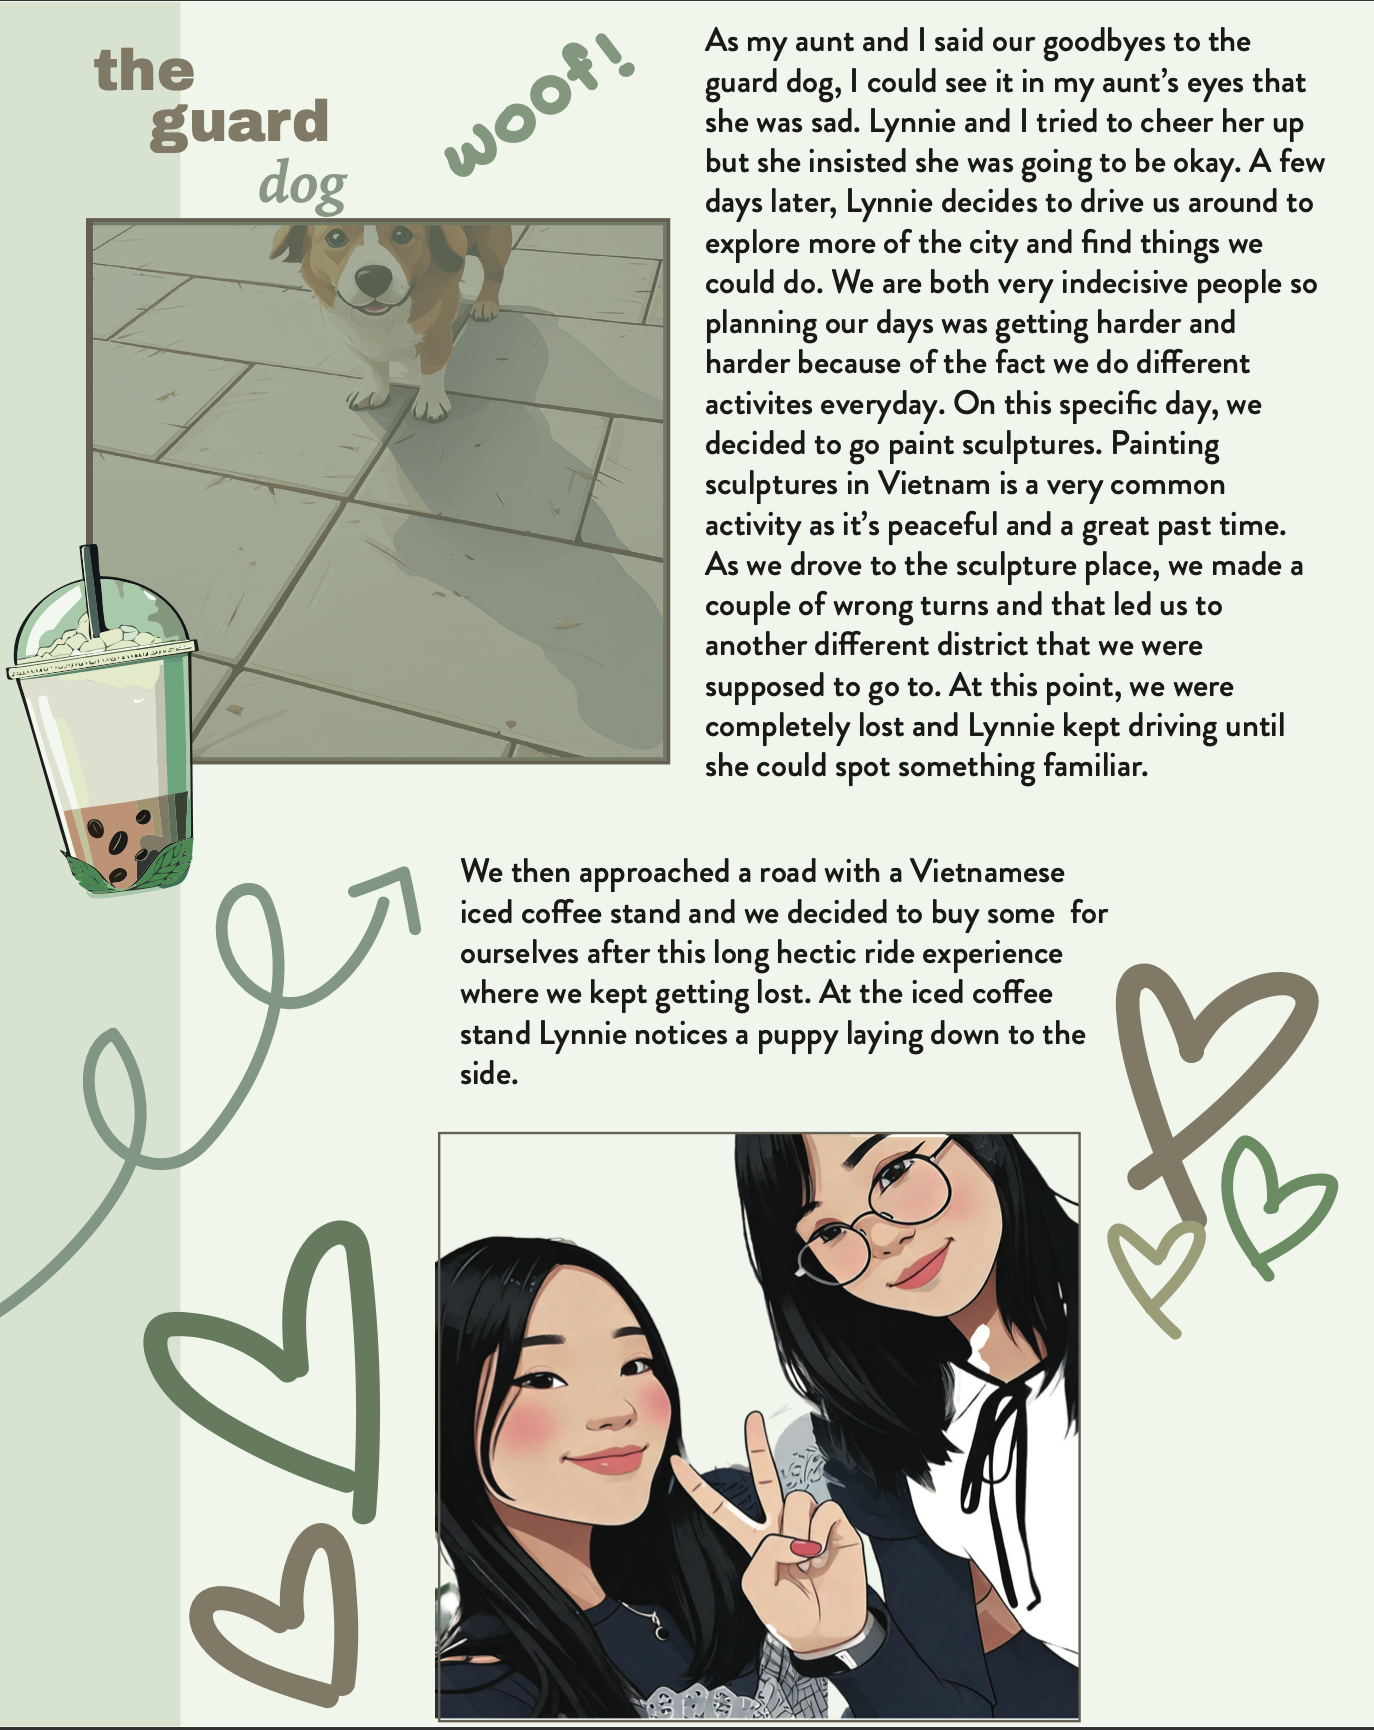 the
guard
dog
woof!
As my aunt and I said our goodbyes to the
guard dog, I could see it in my aunt's eyes that
she was sad. Lynnie and I tried to cheer her up
but she insisted she was going to be okay. A few
days later, Lynnie decides to drive us around to
explore more of the city and find things we
could do. We are both very indecisive people so
planning our days was getting harder and
harder because of the fact we do different
activites everyday. On this specific day, we
decided to go paint sculptures. Painting
sculptures in Vietnam is a very common
activity as it's peaceful and a great past time.
As we drove to the sculpture place, we made a
couple of wrong turns and that led us to
another different district that we were
supposed to go to. At this point, we were
completely lost and Lynnie kept driving until
she could spot something familiar.
We then approached a road with a Vietnamese
iced coffee stand and we decided to buy some  for
ourselves after this long hectic ride experience
where we kept getting lost. At the iced coffee
stand Lynnie notices a puppy laying down to the
side.